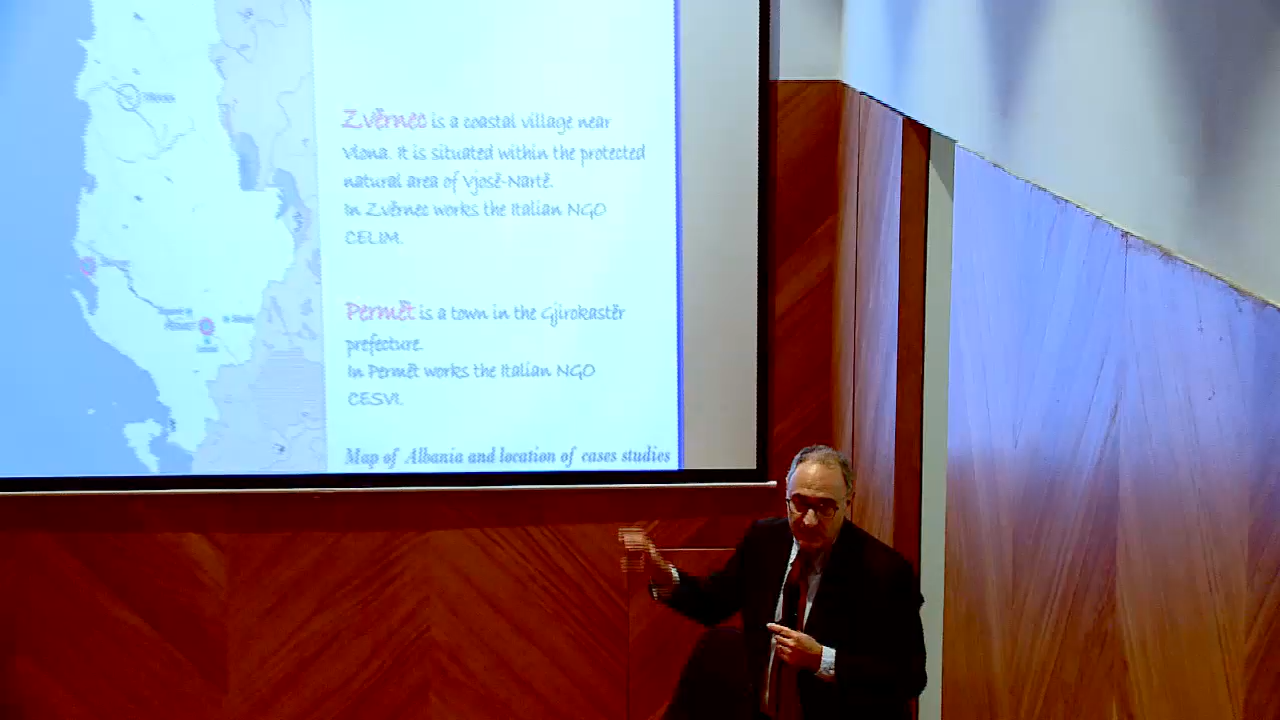 Zvërnec is a coastal village near
Vlona. It is situated within the protected
natural area of Vjosë-Nartë.
In Zvërnec works the Italian NGO
CELIM.
Permët is a town in the Gjirokastër
prefecture.
In Permët works the Italian NGO
CESVI.
Map of Albania and location of cases studies